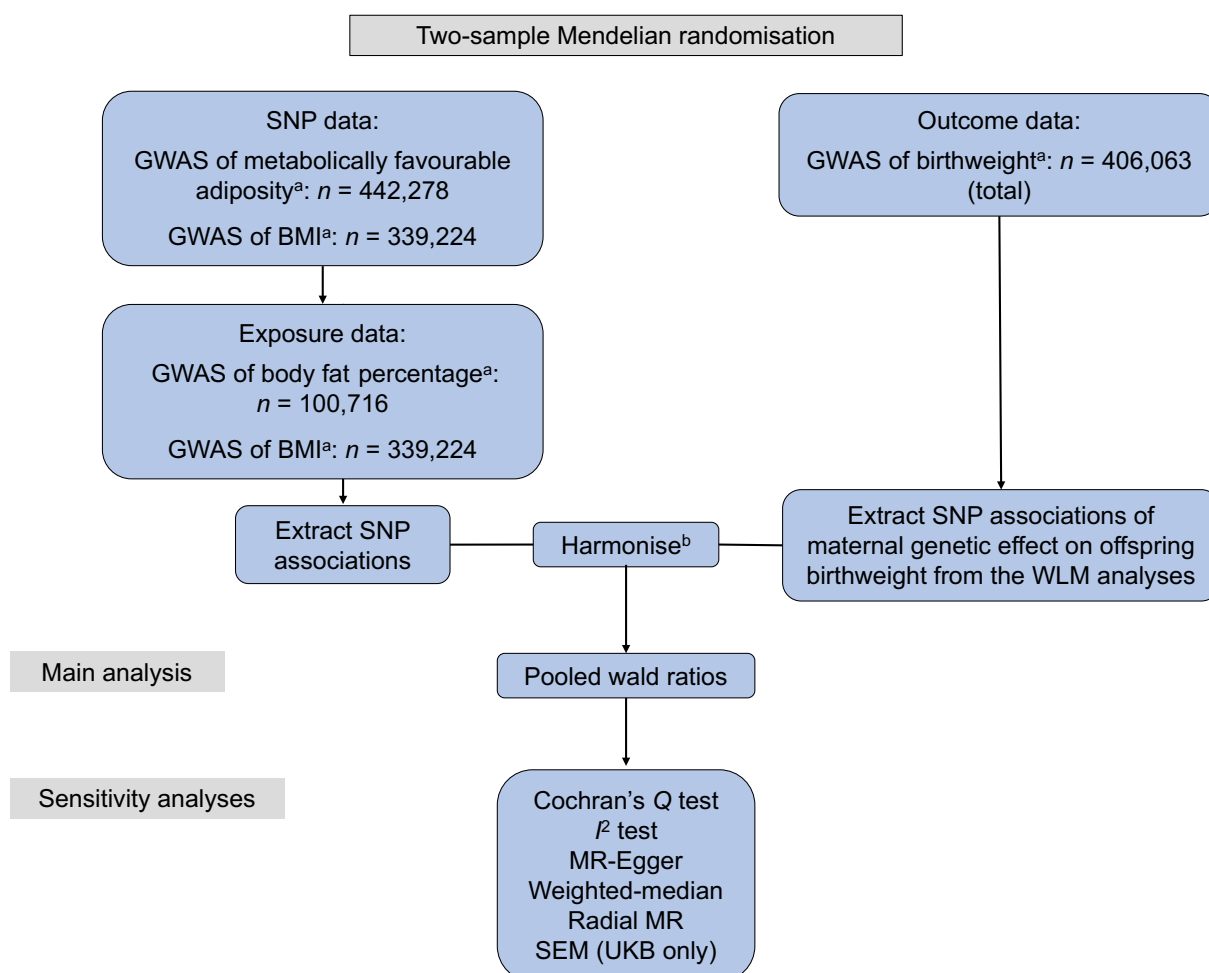 Two-sample Mendelian randomisation
SNP data:
GWAS of metabolically favourable
adiposityᵃ: n = 442,278
GWAS of BMIᵃ: n = 339,224
Outcome data:
GWAS of birthweightᵃ: n = 406,063
(total)
Exposure data:
GWAS of body fat percentageᵃ:
n = 100,716
GWAS of BMIᵃ: n = 339,224
Extract SNP
associations
Harmoniseᵇ
Extract SNP associations of
maternal genetic effect on offspring
birthweight from the WLM analyses
Main analysis
Pooled wald ratios
Sensitivity analyses
Cochran’s Q test
I² test
MR-Egger
Weighted-median
Radial MR
SEM (UKB only)